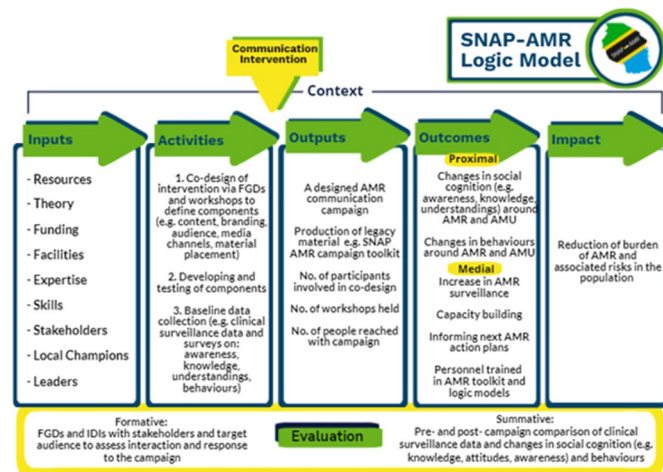 Communication
Intervention
SNAP-AMR
Logic Model
SNAP-AMR
Context
Inputs
- Resources
- Theory
- Funding
- Facilities
- Expertise
- Skills
- Stakeholders
- Local Champions
- Leaders
Activities
1. Co-design of
intervention via FGDs
and workshops to
define components
(e.g. content, branding,
audience, media
channels, material
placement)
2. Developing and
testing of components
3. Baseline data
collection (e.g. clinical
surveillance data and
surveys on:
awareness,
knowledge,
understandings,
behaviours)
Outputs
A designed AMR
communication
campaign
Production of legacy
material e.g. SNAP
AMR campaign toolkit
No. of participants
involved in co-design
No. of workshops held
No. of people reached
with campaign
Outcomes
Proximal
Changes in social
cognition (e.g.
awareness, knowledge,
understandings) around
AMR and AMU
Changes in behaviours
around AMR and AMU
Medial
Increase in AMR
surveillance
Capacity building
Informing next AMR
action plans
Personnel trained
in AMR toolkit and
logic models
Impact
Reduction of burden
of AMR and
associated risks in the
population
Formative:
FGDs and IDIs with stakeholders and target
audience to assess interaction and response
to the campaign
Evaluation
Summative:
Pre- and post- campaign comparison of clinical
surveillance data and changes in social cognition (e.g.
knowledge, attitudes, awareness) and behaviours